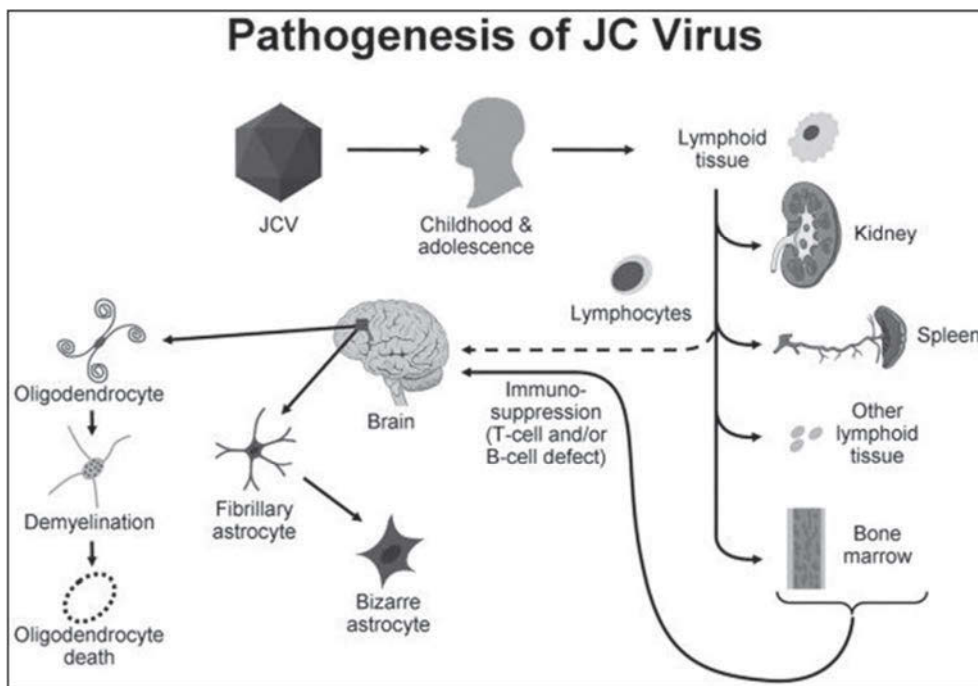 Pathogenesis of JC Virus
JCV
Childhood &
adolescence
Lymphoid
tissue
Kidney
Lymphocytes
Spleen
Oligodendrocyte
Brain
Immuno-
suppression
(T-cell and/or
B-cell defect)
Other
lymphoid
tissue
Demyelination
Fibrillary
astrocyte
Bone
marrow
Bizarre
astrocyte
Oligodendrocyte
death